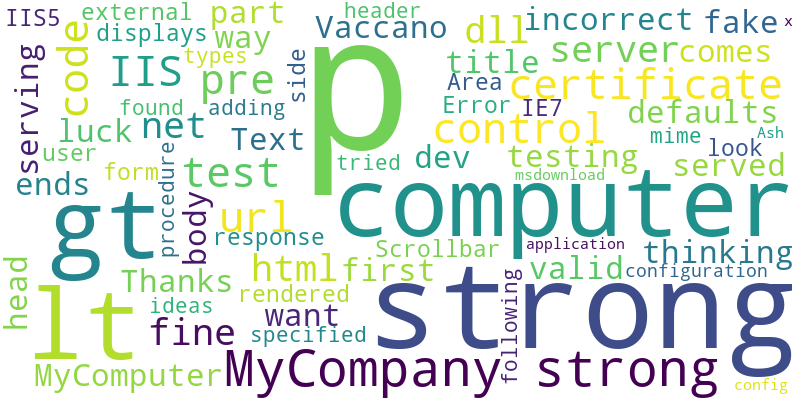 IIS5 external part header incorrect fake x
displays way Vaccano dll
code types title server comes
IIS pre side p Area certificate
serving found adding Error IE7 defaults
luck net Text control mime look Ash
user form procedure test tried dev testing served
ends msdownload
gt url body response computer
Scrollbar application thinking
head Thanks html first valid configuration
lt ideas rendered strong
fine want specified following
MyComputer MyCompany strong config